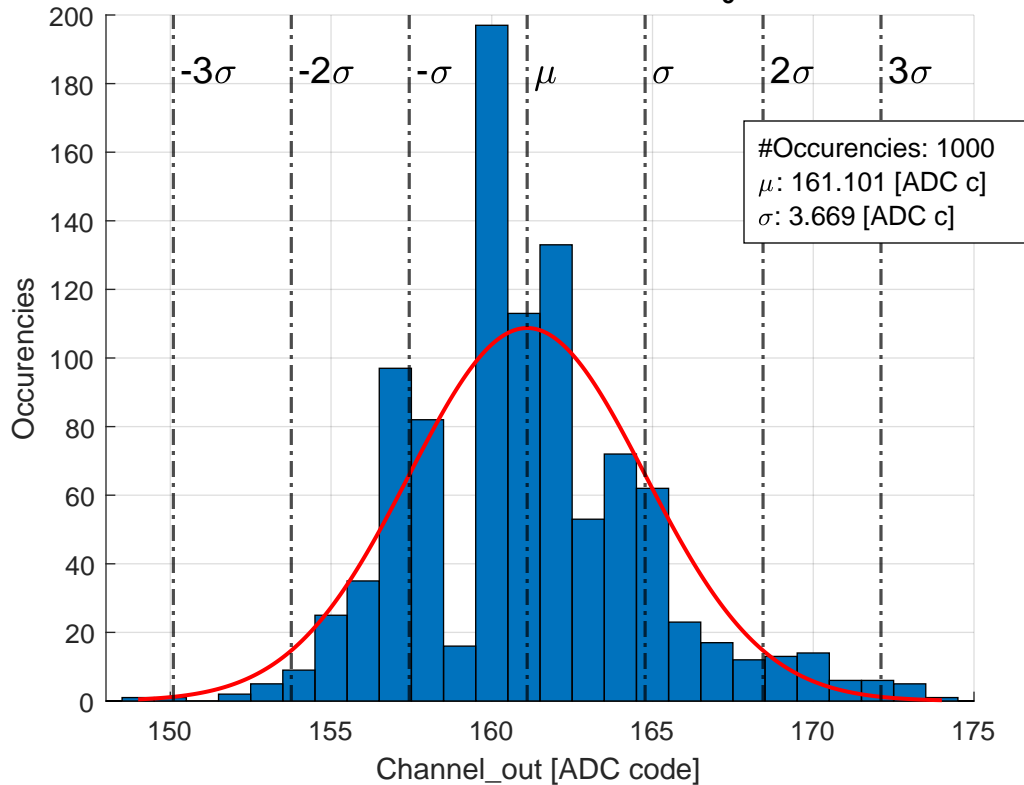 200
180
160
140
120
100
80
60
40
20
0
Occurencies
-3σ
-2σ
-σ
μ
σ
2σ
3σ
#Occurencies: 1000
μ: 161.101 [ADC c]
σ: 3.669 [ADC c]
150
155
160
165
170
175
Channel_out [ADC code]